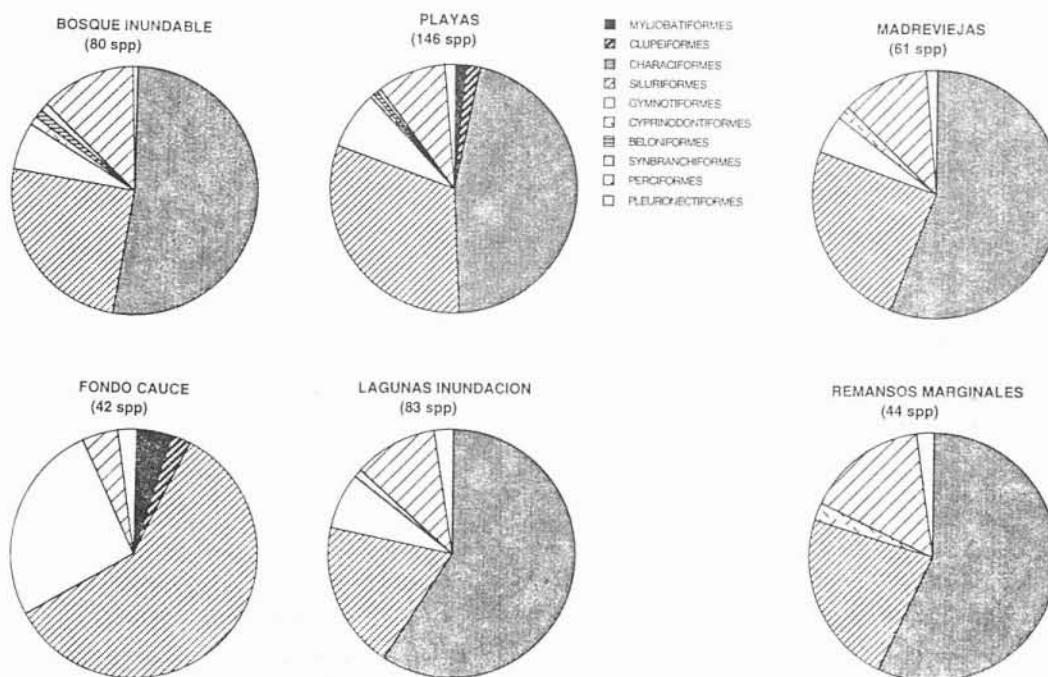 BOSQUE INUNDABLE
(80 spp)
PLAYAS
(146 spp)
MYLIOBATIFORMES
CLUPEIFORMES
CHARACIFORMES
SILURIFORMES
GYMNOTIFORMES
CYPRINODONTIFORMES
BELONIFORMES
SYNBRANCHIFORMES
PERCIFORMES
PLEURONECTIFORMES
MADREVIEJAS
(61 spp)
FONDO CAUCE
(42 spp)
LAGUNAS INUNDACION
(83 spp)
REMANSOS MARGINALES
(44 spp)